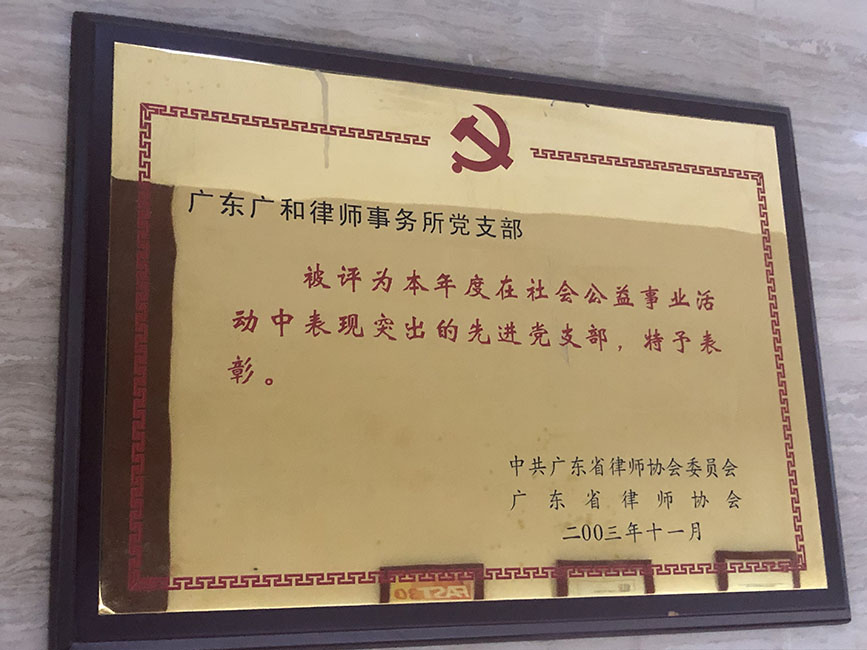 广东广和律师事务所党支部
被评为本年度在社会公益事业活
动中表现突出的先进党支部，特予表
彰。
中共广东省律师协会委员会
广东省律师协会
二00三年十一月